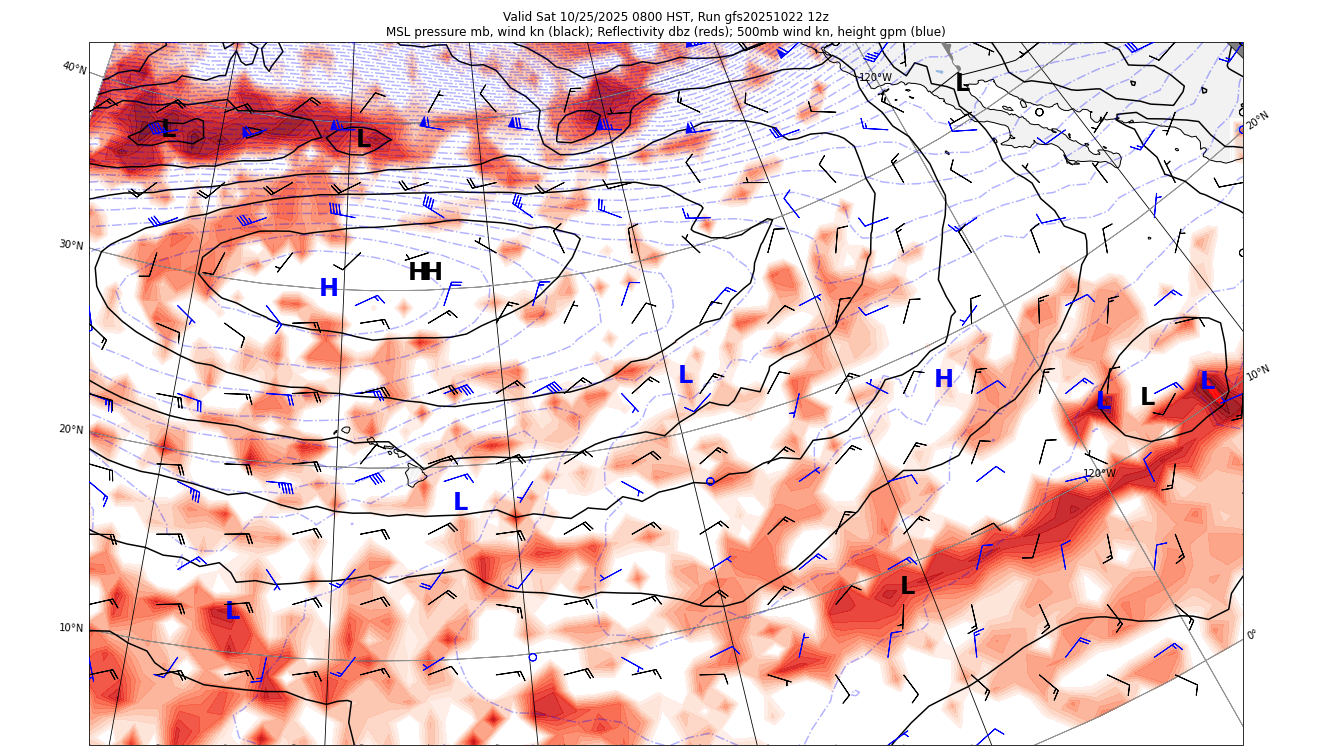 Valid Sat 10/25/2025 0800 HST, Run gfs20251022 12z
MSL pressure mb, wind kn (black); Reflectivity dbz (reds); 500mb wind kn, height gpm (blue)
40°N
120°W
L
20°N
L
L
30°N
H
HH
L
H
10°N
L
L
L
20°N
120°W
L
L
L
10°N
0°